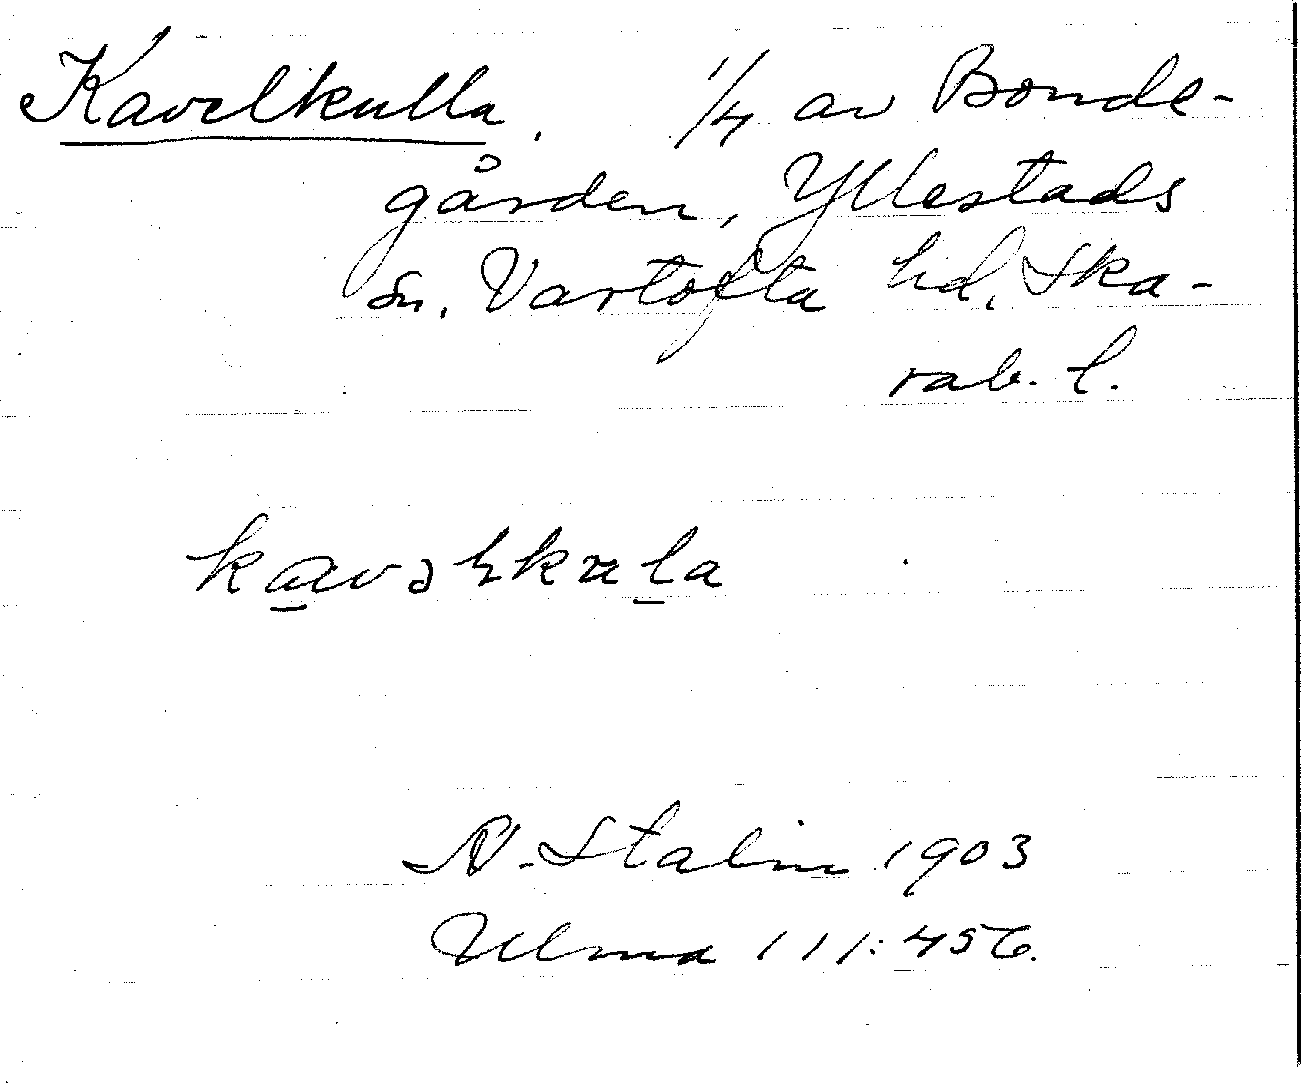 Kavelkulla. 1/4 av Bonde-
gården, Yllestads
sn. Vartofta hd, Ska-
rab. l.
kavəlkula
N. Stalin 1903
Ulma 111:456.